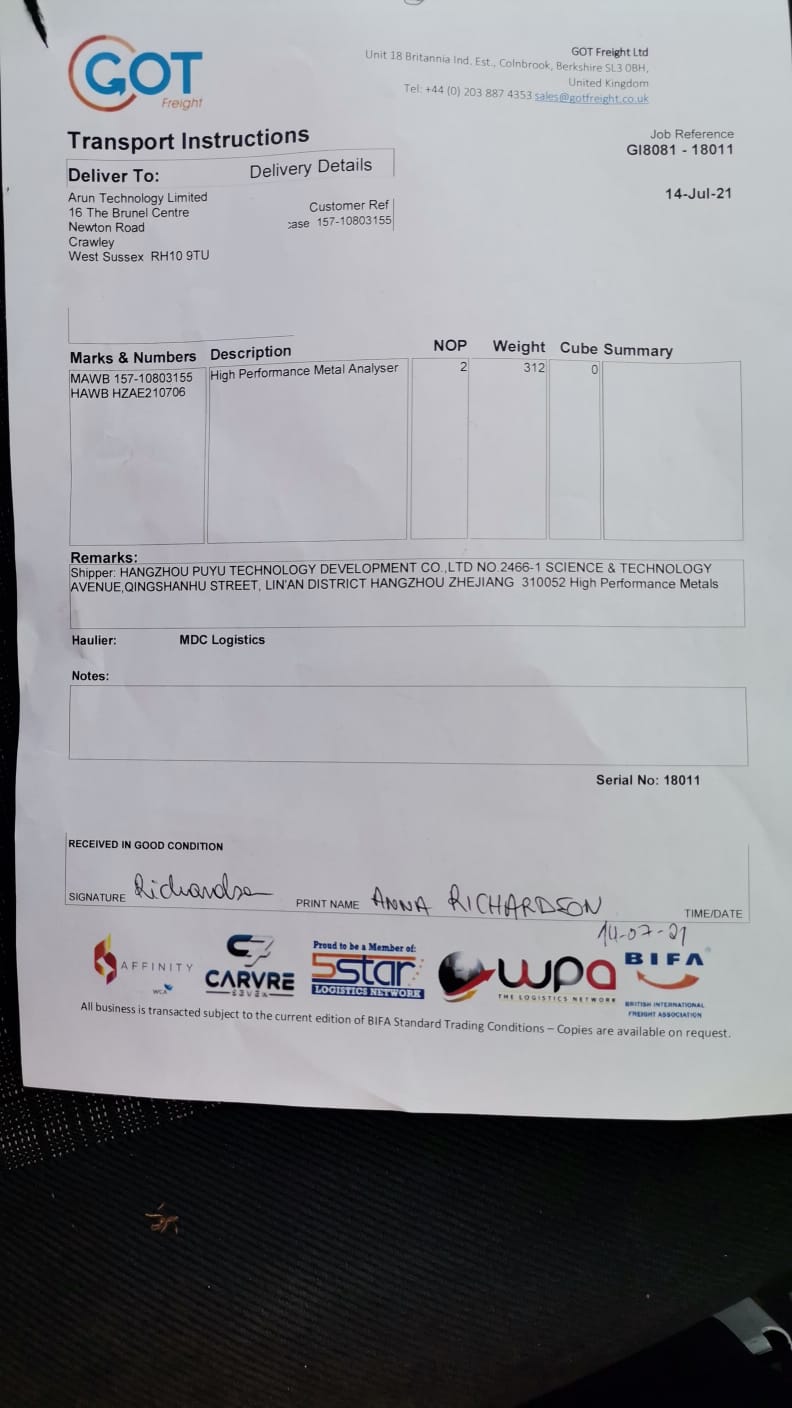 GOT
Freight
GOT Freight Ltd
Unit 18 Britannia Ind. Est., Colnbrook, Berkshire SL3 0BH,
United Kingdom
Tel: +44 (0) 203 887 4353 sales@gotfreight.co.uk
Transport Instructions
Job Reference
GI8081 - 18011
Deliver To:
Delivery Details
14-Jul-21
Arun Technology Limited
16 The Brunel Centre
Newton Road
Crawley
West Sussex RH10 9TU
Customer Ref
ase 157-10803155
Marks & Numbers Description NOP Weight Cube Summary
MAWB 157-10803155 High Performance Metal Analyser 2 312 0
HAWB HZAE210706
Remarks:
Shipper: HANGZHOU PUYU TECHNOLOGY DEVELOPMENT CO.,LTD NO.2466-1 SCIENCE & TECHNOLOGY
AVENUE,QINGSHANHU STREET, LIN'AN DISTRICT HANGZHOU ZHEJIANG 310052 High Performance Metals
Haulier: MDC Logistics
Notes:
Serial No: 18011
RECEIVED IN GOOD CONDITION
SIGNATURE Richardson PRINT NAME ANNA RICHARDSON TIME/DATE
14-07-21
AFFINITY
WCA
CARVRE
SEVEN
Proud to be a Member of:
5star
LOGISTICS NETWORK
wpa
THE LOGISTICS NETWORK
BIFA
BRITISH INTERNATIONAL
FREIGHT ASSOCIATION
All business is transacted subject to the current edition of BIFA Standard Trading Conditions – Copies are available on request.